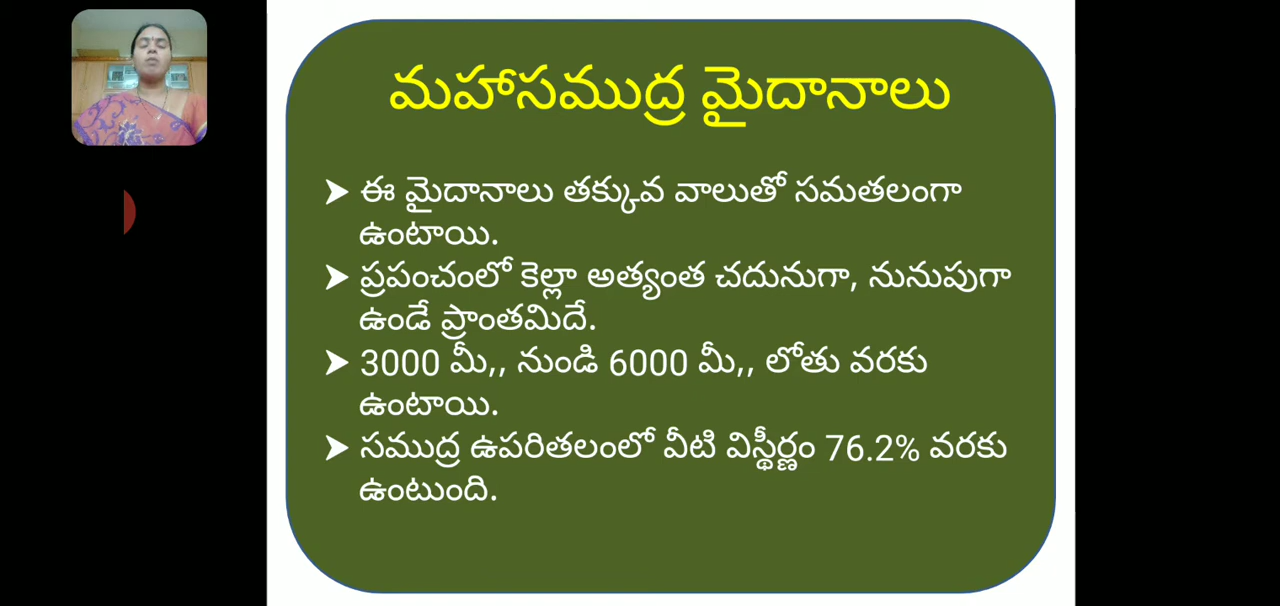 మహాసముద్ర మైదానాలు
➤ ఈ మైదానాలు తక్కువ వాలుతో సమతలంగా
ఉంటాయి.
➤ ప్రపంచంలో కెల్లా అత్యంత చదునుగా, నునుపుగా
ఉండే ప్రాంతమిదే.
➤ 3000 మీ,, నుండి 6000 మీ,, లోతు వరకు
ఉంటాయి.
➤ సముద్ర ఉపరితలంలో వీటి విస్థీర్ణం 76.2% వరకు
ఉంటుంది.